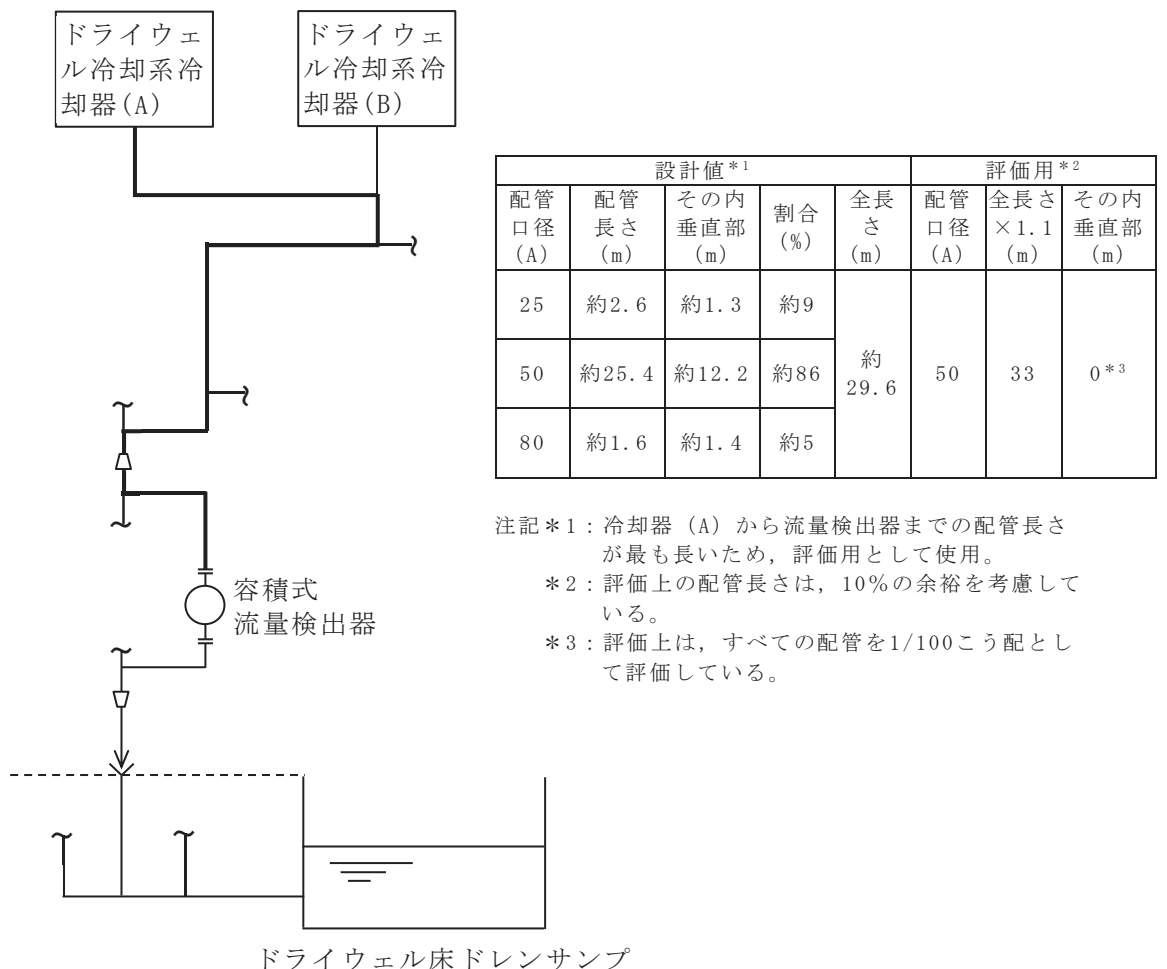 ドライウェ
ル冷却系冷
却器(A)
ドライウェ
ル冷却系冷
却器(B)
設計値*1 評価用*2
配管口径(A) 配管長さ(m) その内垂直部(m) 割合(%) 全長さ(m) 配管口径(A) 全長さ×1.1(m) その内垂直部(m)
25 約2.6 約1.3 約9 約29.6 50 33 0*3
50 約25.4 約12.2 約86
80 約1.6 約1.4 約5
注記*1:冷却器(A)から流量検出器までの配管長さ
が最も長いため,評価用として使用。
*2:評価上の配管長さは,10%の余裕を考慮して
いる。
*3:評価上は,すべての配管を1/100こう配とし
て評価している。
容積式
流量検出器
ドライウェル床ドレンサンプ